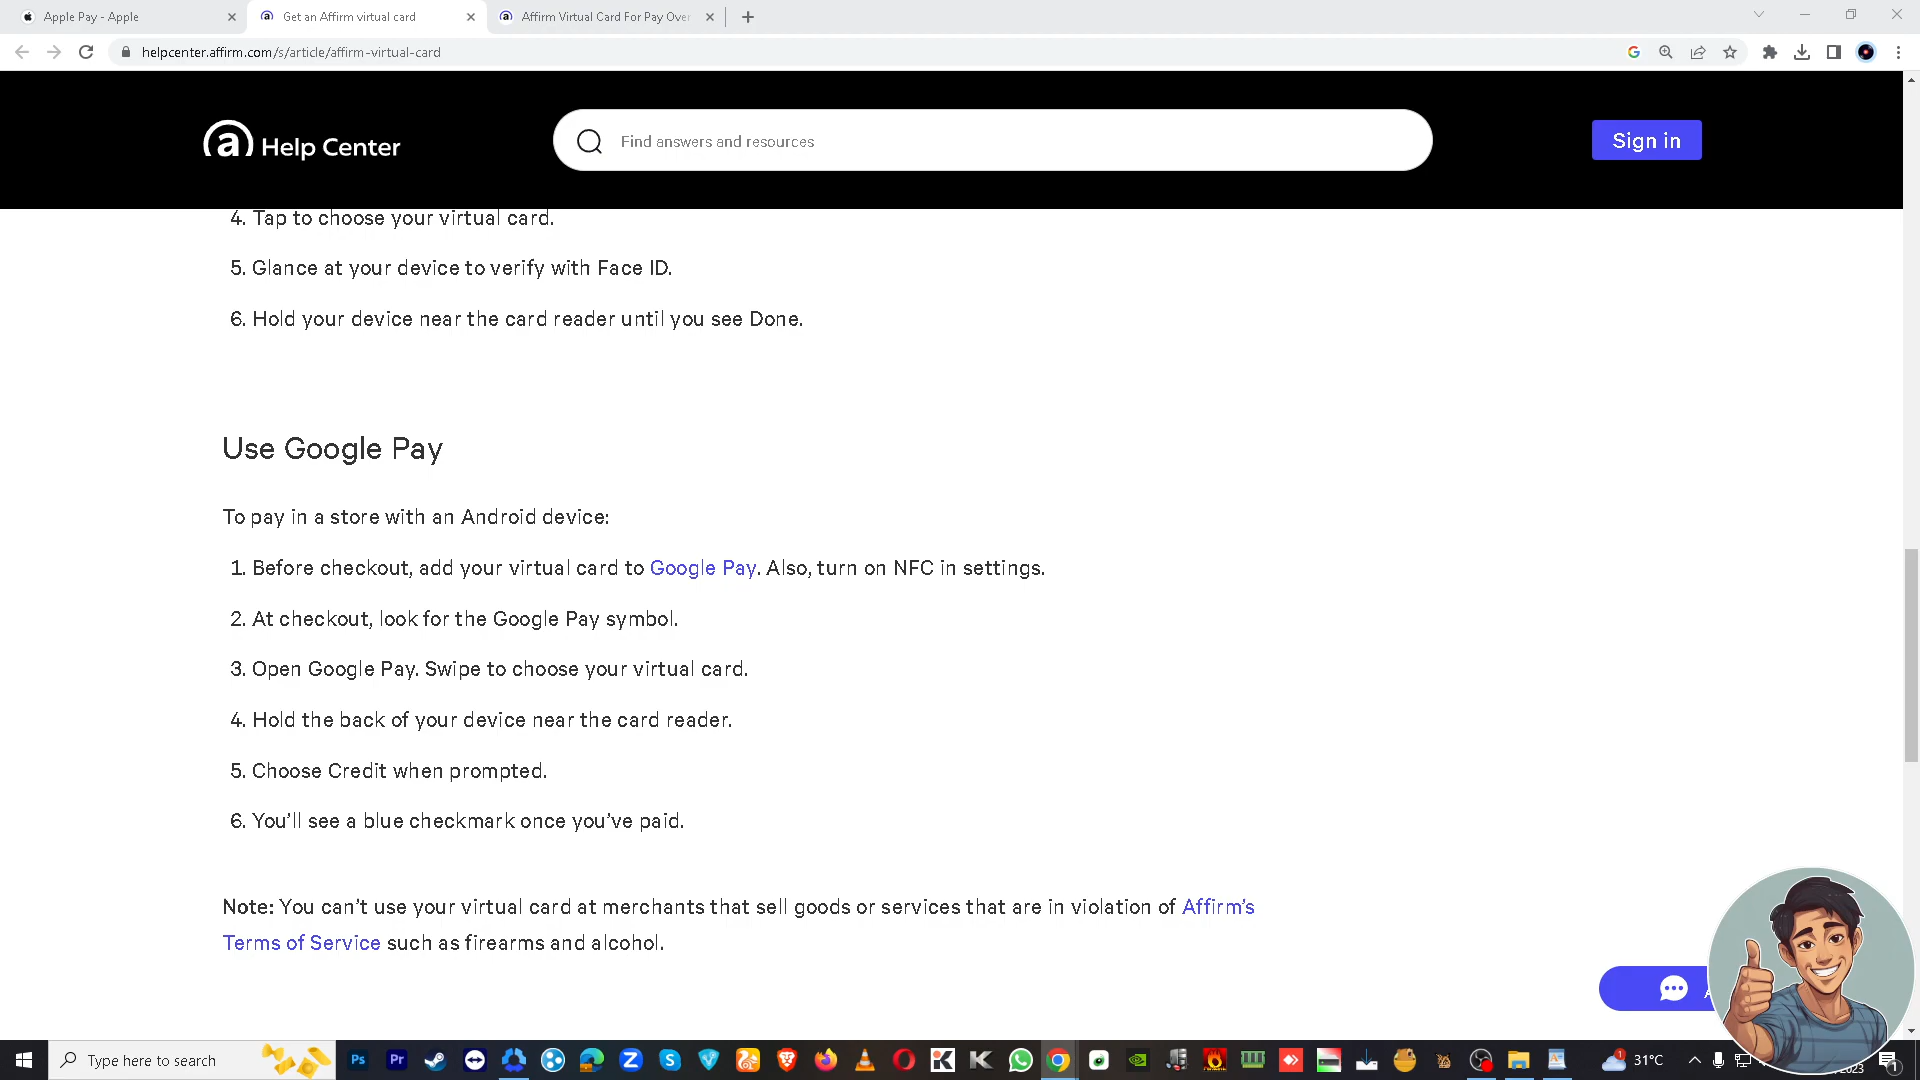 Apple Pay - Apple
Get an Affirm virtual card
Affirm Virtual Card For Pay Over
helpcenter.affirm.com/s/article/affirm-virtual-card
a Help Center
Find answers and resources
Sign in
4. Tap to choose your virtual card.
5. Glance at your device to verify with Face ID.
6. Hold your device near the card reader until you see Done.
Use Google Pay
To pay in a store with an Android device:
1. Before checkout, add your virtual card to Google Pay. Also, turn on NFC in settings.
2. At checkout, look for the Google Pay symbol.
3. Open Google Pay. Swipe to choose your virtual card.
4. Hold the back of your device near the card reader.
5. Choose Credit when prompted.
6. You’ll see a blue checkmark once you’ve paid.
Note: You can’t use your virtual card at merchants that sell goods or services that are in violation of Affirm’s
Terms of Service such as firearms and alcohol.
Type here to search
Ps
Pr
31°C
2023
1